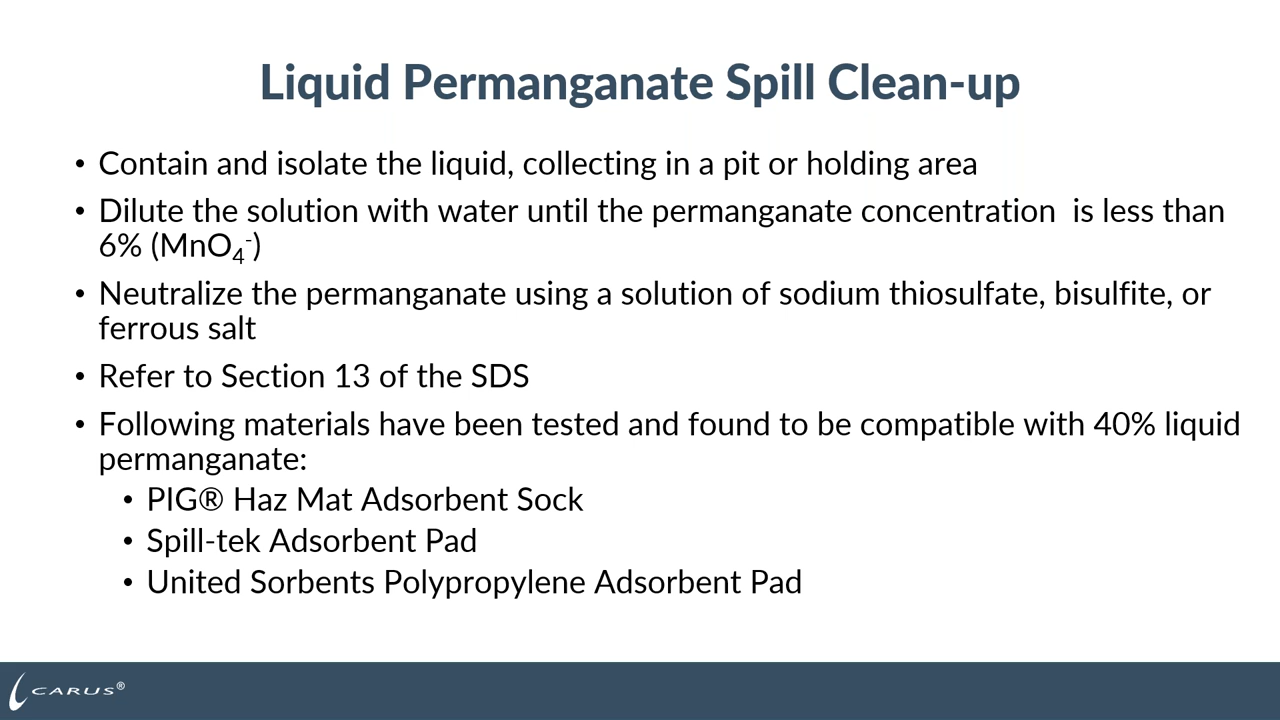 Liquid Permanganate Spill Clean-up
• Contain and isolate the liquid, collecting in a pit or holding area
• Dilute the solution with water until the permanganate concentration  is less than
6% (MnO₄⁻)
• Neutralize the permanganate using a solution of sodium thiosulfate, bisulfite, or
ferrous salt
• Refer to Section 13 of the SDS
• Following materials have been tested and found to be compatible with 40% liquid
permanganate:
• PIG® Haz Mat Adsorbent Sock
• Spill-tek Adsorbent Pad
• United Sorbents Polypropylene Adsorbent Pad
CARUS®